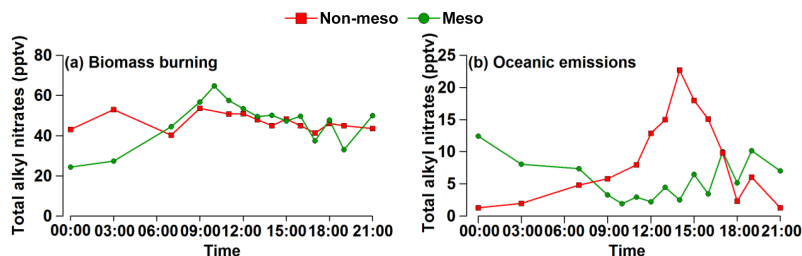 Non-meso Meso
Total alkyl nitrates (pptv)
(a) Biomass burning
80
60
40
20
0
00:00 03:00 06:00 09:00 12:00 15:00 18:00 21:00
Time
Total alkyl nitrates (pptv)
(b) Oceanic emissions
25
20
15
10
5
0
00:00 03:00 06:00 09:00 12:00 15:00 18:00 21:00
Time